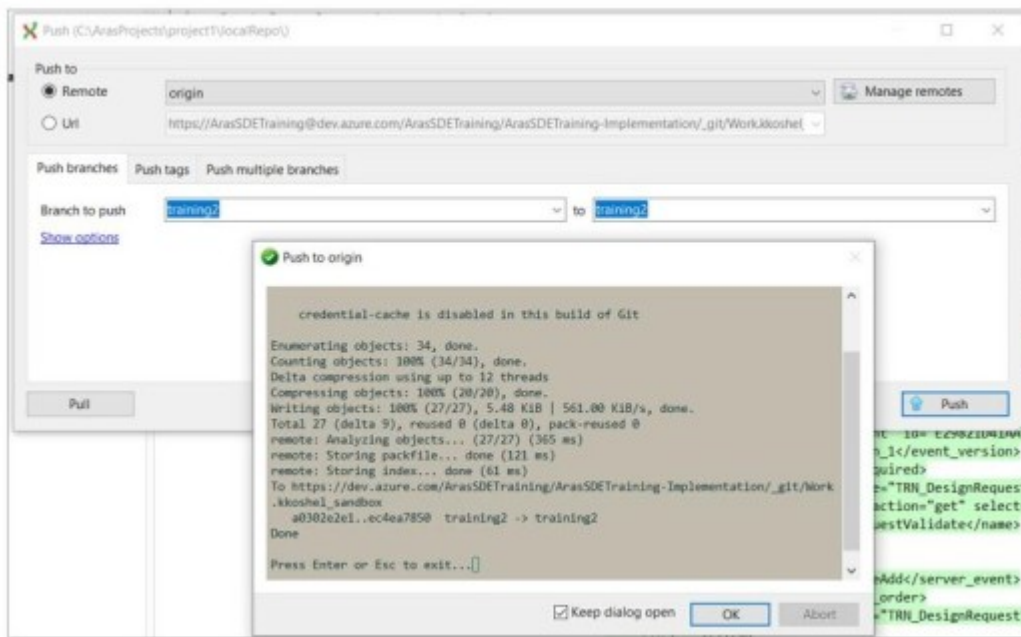 Push (C:\ArasProjects\project1\localRepo\)
Push to
Remote origin Manage remotes
Url https://ArasSDETraining@dev.azure.com/ArasSDETraining/ArasSDETraining-Implementation/_git/Work.kkoshel_
Push branches Push tags Push multiple branches
Branch to push training2 to training2
Show options
Push to origin
credential-cache is disabled in this build of Git
Enumerating objects: 34, done.
Counting objects: 100% (34/34), done.
Delta compression using up to 12 threads
Compressing objects: 100% (20/20), done.
Writing objects: 100% (27/27), 5.48 KiB | 561.00 KiB/s, done.
Total 27 (delta 9), reused 0 (delta 0), pack-reused 0
remote: Analyzing objects... (27/27) (365 ms)
remote: Storing packfile... done (121 ms)
remote: Storing index... done (61 ms)
To https://dev.azure.com/ArasSDETraining/ArasSDETraining-Implementation/_git/Work
.kkoshel_sandbox
a0302e2e1..ec4ea7850 training2 -> training2
Done
Press Enter or Esc to exit...
Keep dialog open OK Abort
Pull Push
_1</event_version>
quired>
="TRN_DesignReques
action="get" select
uestValidate</name>
eAdd</server_event>
_order>
="TRN_DesignRequest